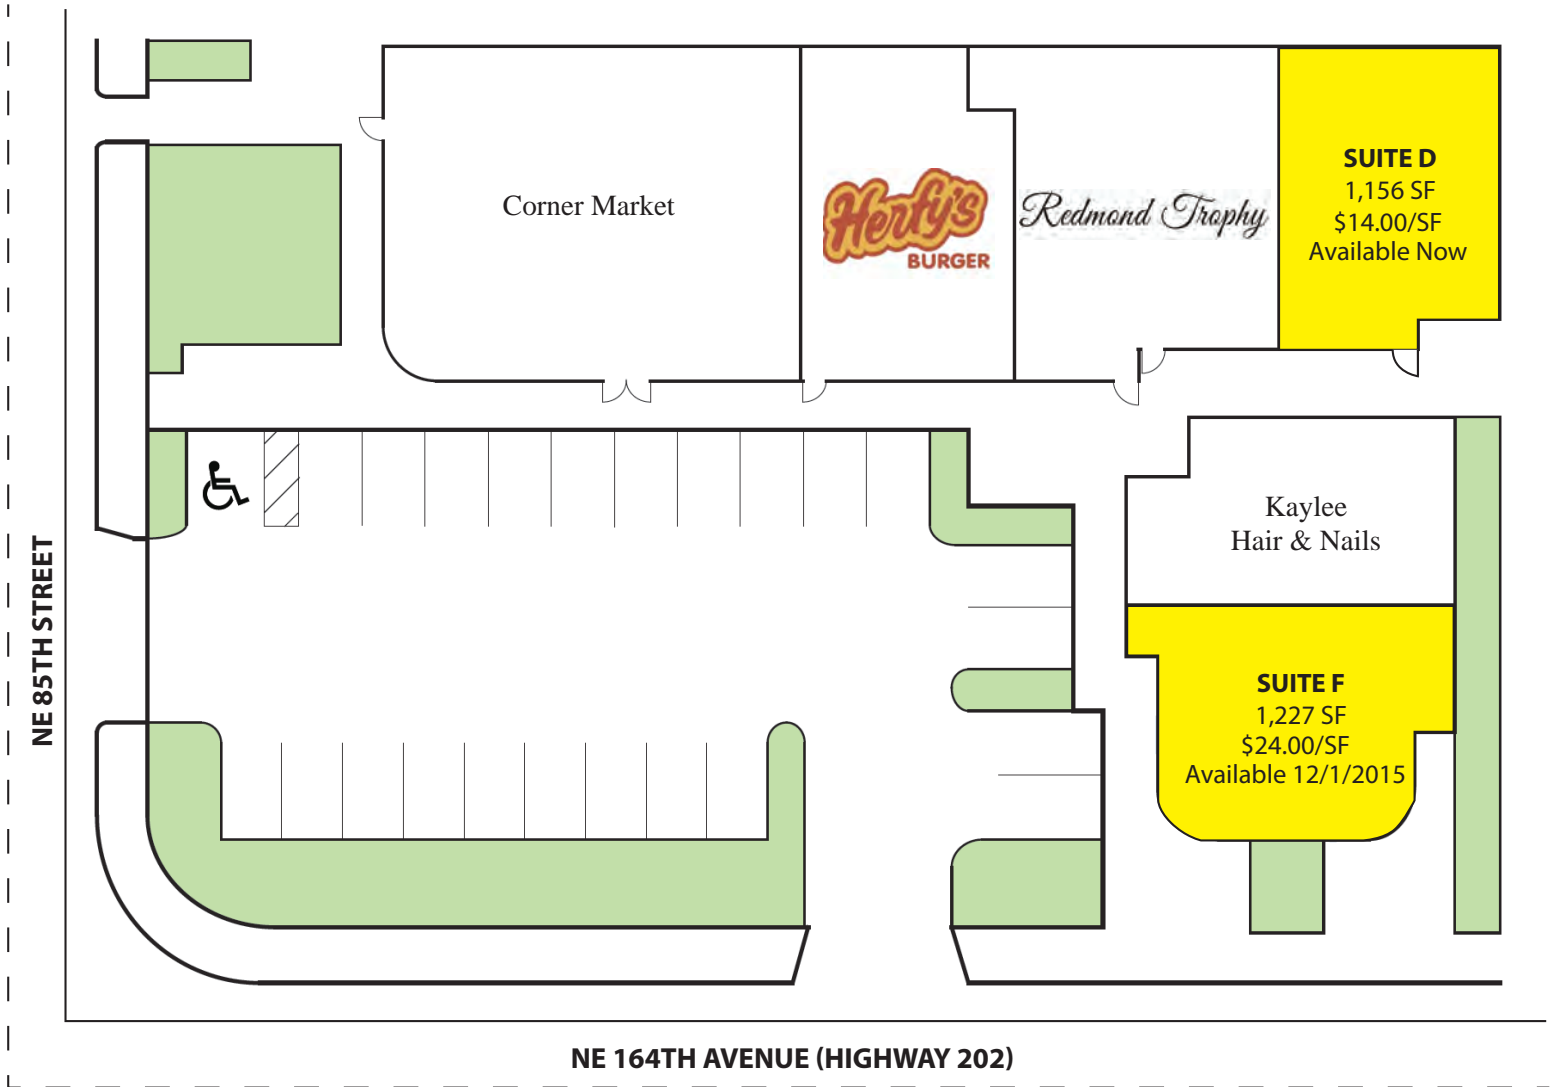 Corner Market
Herfy's
BURGER
Redmond Trophy
SUITE D
1,156 SF
$14.00/SF
Available Now
Kaylee
Hair & Nails
SUITE F
1,227 SF
$24.00/SF
Available 12/1/2015
NE 85TH STREET
NE 164TH AVENUE (HIGHWAY 202)